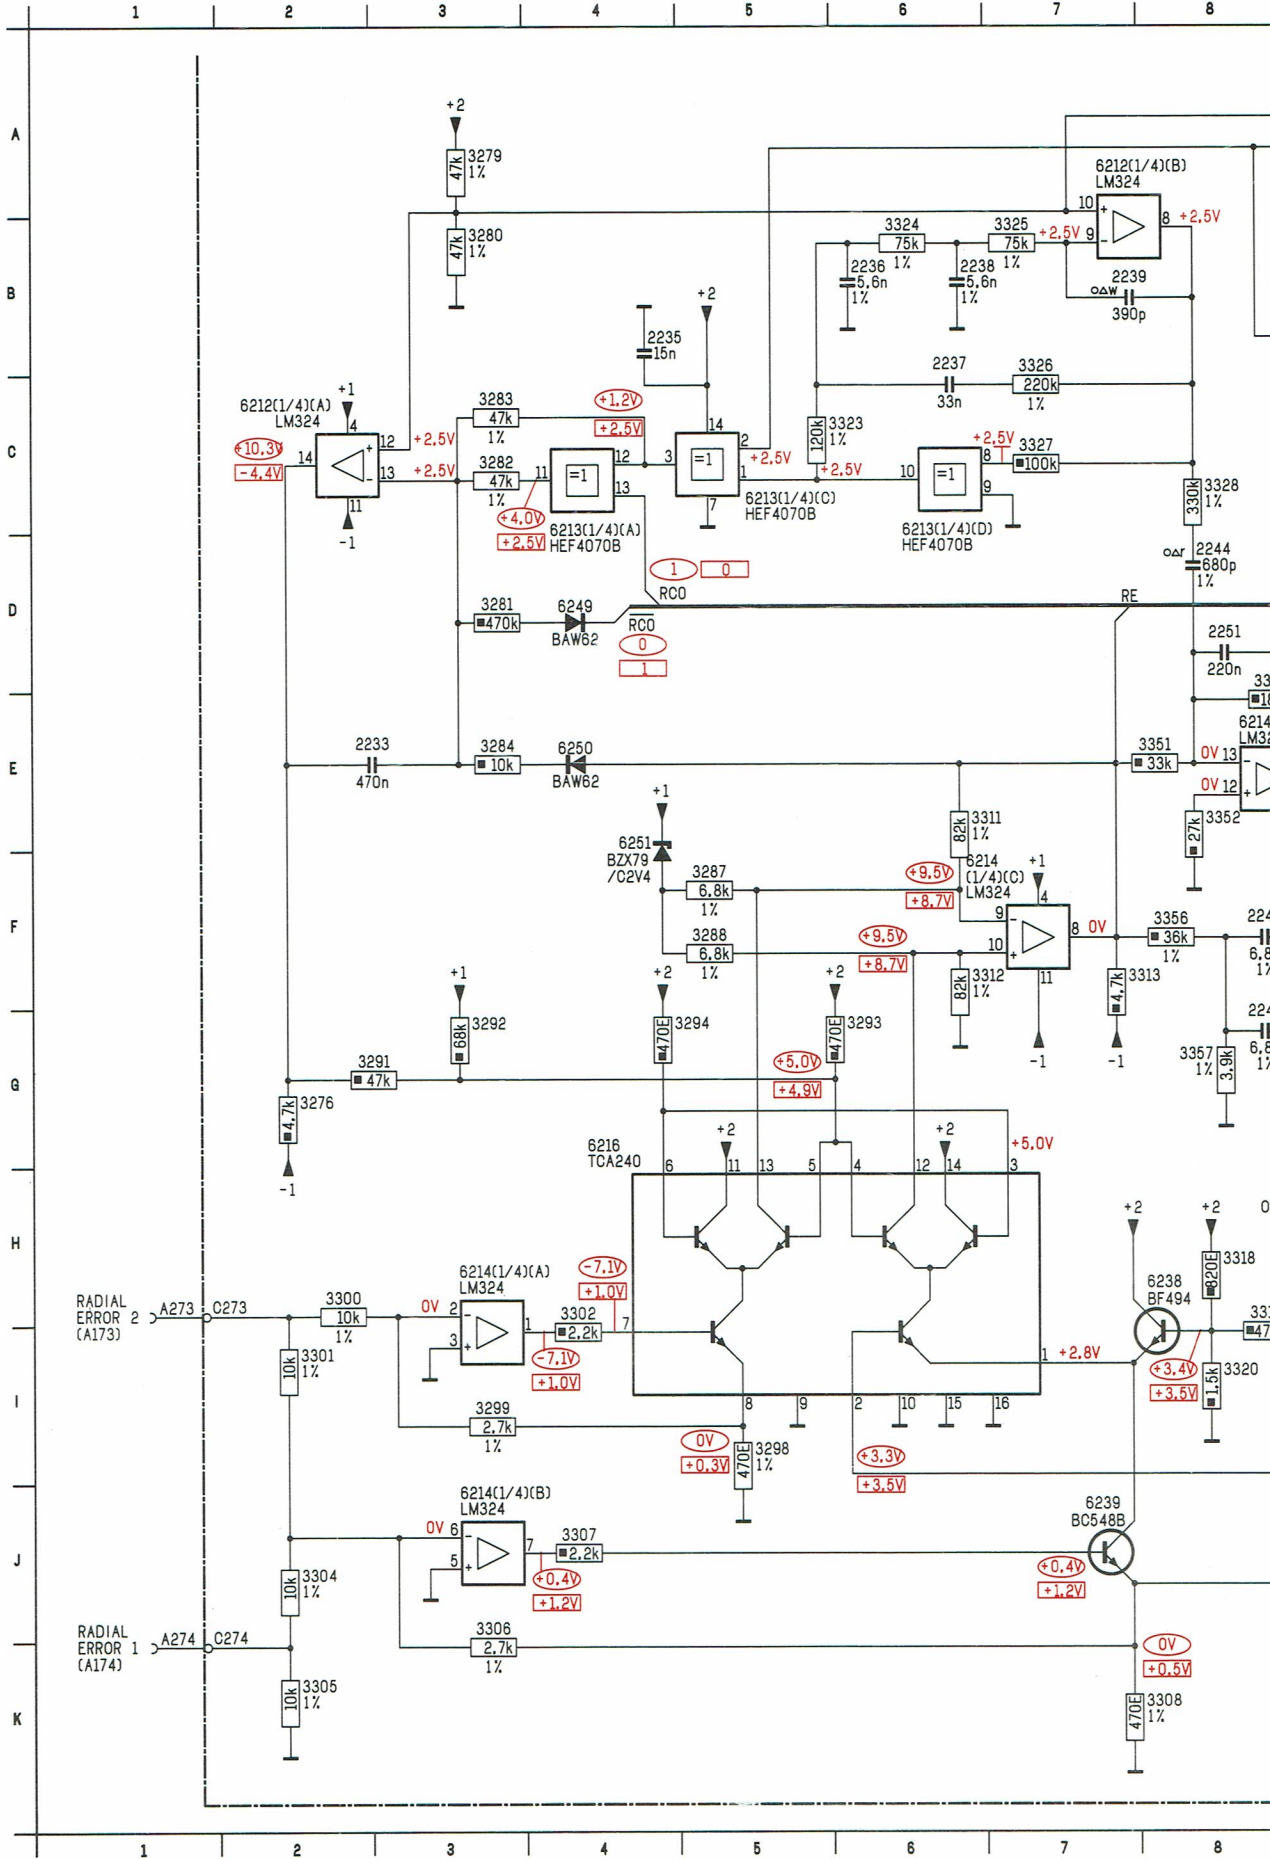 1 2 3 4 5 6 7 8
A
+2
3279
47k
1%
6212(1/4)(B)
LM324
10 +
9 -
8
+2,5V
3280
47k
1%
3324
75k
1%
3325
75k
1%
+2,5V
B
2236
5,6n
1%
2238
5,6n
1%
2239
390p
+2
2235
15n
2237
33n
3326
220k
1%
+1
6212(1/4)(A)
LM324
4
+10,3V
-4,4V
14
12
+
13
-
11
-1
+2,5V
+2,5V
3283
47k
1%
3282
47k
1%
+1,2V
+2,5V
11
=1
12
13
+4,0V
+2,5V
6213(1/4)(A)
HEF4070B
14
3
=1
2
1
7
+2,5V
6213(1/4)(C)
HEF4070B
3323
120k
1%
+2,5V
10
=1
8
9
6213(1/4)(D)
HEF4070B
+2,5V
3327
100k
3328
330k
1%
C
2244
680p
1%
1 0
RCO
RE
D
3281
470k
6249
BAW62
RCO
0
1
2251
220n
E
2233
470n
3284
10k
6250
BAW62
3351
33k
0V 13
-
0V 12
+
6214
3352
27k
+1
6251
BZX79
/C2V4
3311
82k
1%
3287
6,8k
1%
+9,5V
+8,7V
6214
(1/4)(C)
LM324
+1
4
9 -
10 +
8 0V
11
-1
F
3288
6,8k
1%
+9,5V
+8,7V
3312
82k
1%
3356
36k
1%
3313
4,7k
-1
3357
1%
3,9k
+1
3292
68k
+2
3294
470E
+2
3293
470E
+5,0V
+4,9V
G
3291
47k
3276
4,7k
-1
6216
TCA240
6
+2
11
13
5
4
12
+2
14
3
+5,0V
H
+2
+2
3318
820E
6238
BF494
RADIAL
ERROR 2
(A173)
A273
C273
3300
10k
1%
3301
10k
1%
6214(1/4)(A)
LM324
0V 2
-
3
+
1
3302
2,2k
-7,1V
+1,0V
7
-7,1V
+1,0V
1
+2,8V
+3,4V
+3,5V
3320
1,5k
I
3299
2,7k
1%
8
9
2
10
15
16
0V
+0,3V
3298
470E
1%
+3,3V
+3,5V
6214(1/4)(B)
LM324
0V 6
-
5
+
7
3307
2,2k
+0,4V
+1,2V
6239
BC548B
+0,4V
+1,2V
J
3304
10k
1%
RADIAL
ERROR 1
(A174)
A274
C274
3306
2,7k
1%
0V
+0,5V
3305
10k
1%
3308
470E
1%
K
1 2 3 4 5 6 7 8